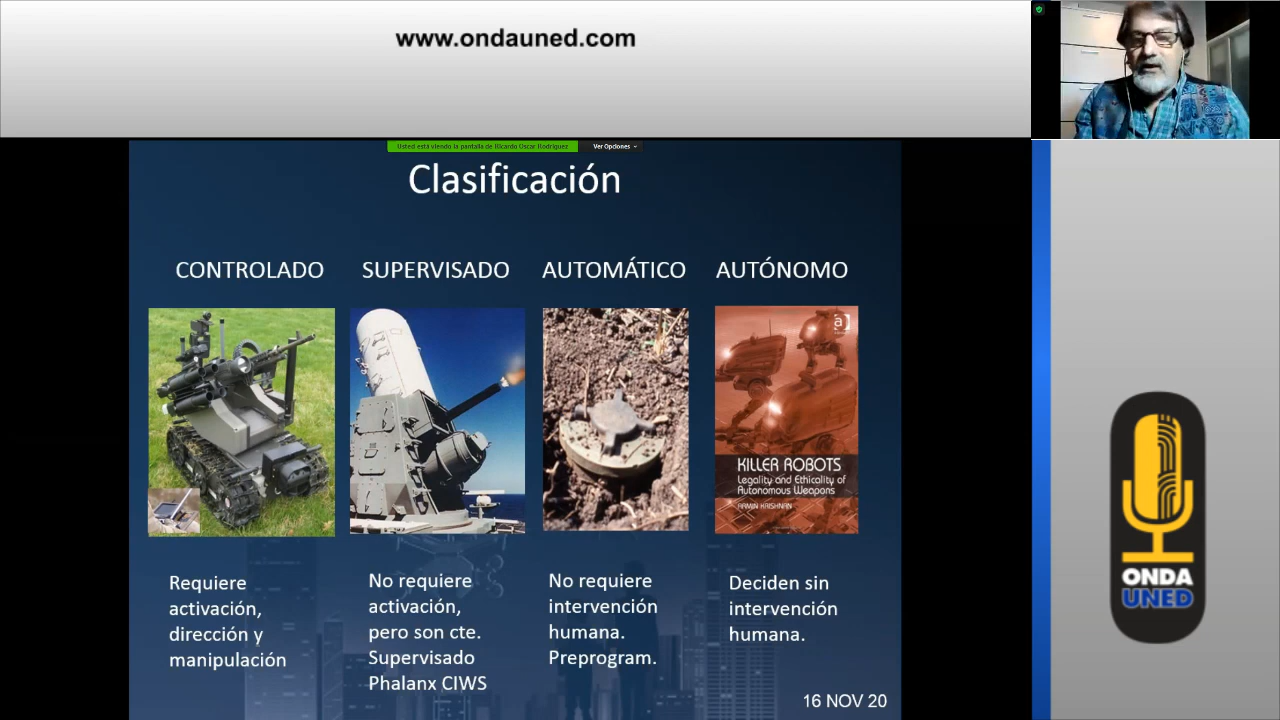 www.ondauned.com
Usted está viendo la pantalla de Ricardo Oscar Rodriguez
Ver Opciones
Clasificación
CONTROLADO
SUPERVISADO
AUTOMÁTICO
AUTÓNOMO
a
KILLER ROBOTS
Legality and Ethicality of
Autonomous Weapons
ARMIN KRISHNAN
Requiere
activación,
dirección y
manipulación
No requiere
activación,
pero son cte.
Supervisado
Phalanx CIWS
No requiere
intervención
humana.
Preprogram.
Deciden sin
intervención
humana.
16 NOV 20
ONDA
UNED